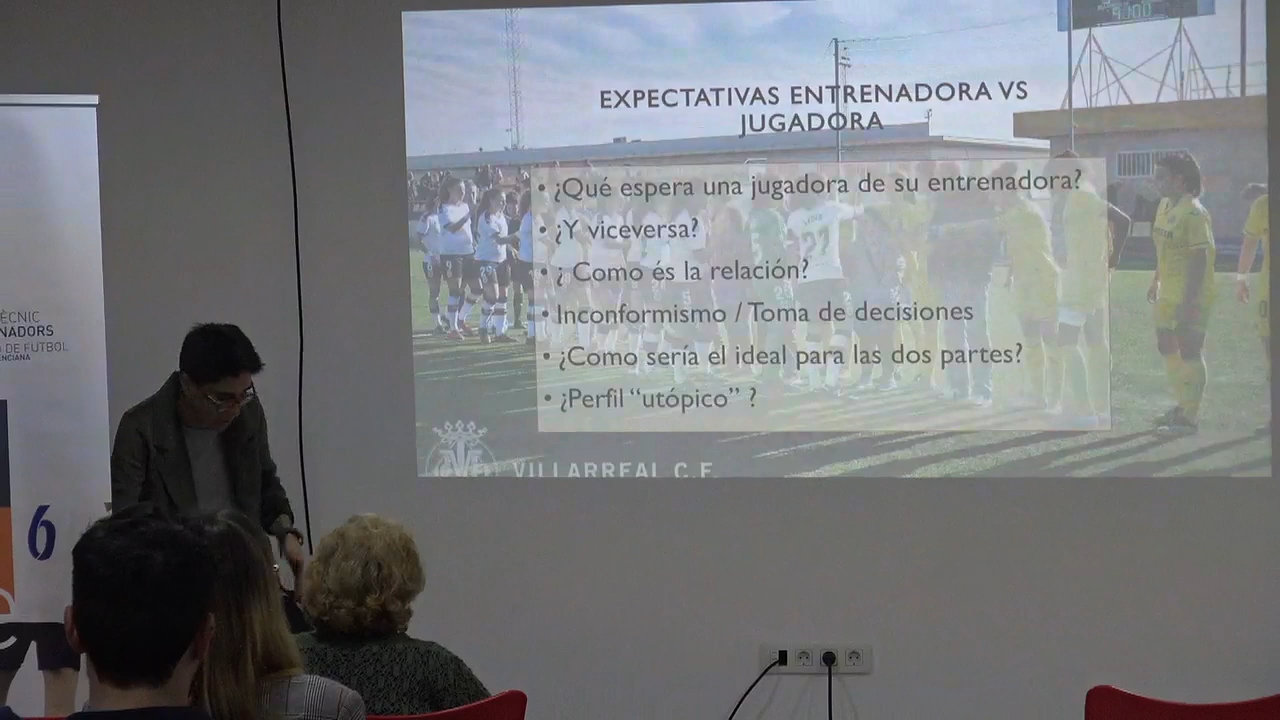 EXPECTATIVAS ENTRENADORA VS
JUGADORA
• ¿Qué espera una jugadora de su entrenadora?
• ¿Y viceversa?
• ¿ Como és la relación?
• Inconformismo / Toma de decisiones
• ¿Como sería el ideal para las dos partes?
• ¿Perfil “utópico” ?
VILLARREAL C.F.
27
ÈCNIC
NADORS
DE FUTBOL
ENCIANA
6